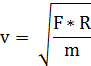 v = √(F * R / m)